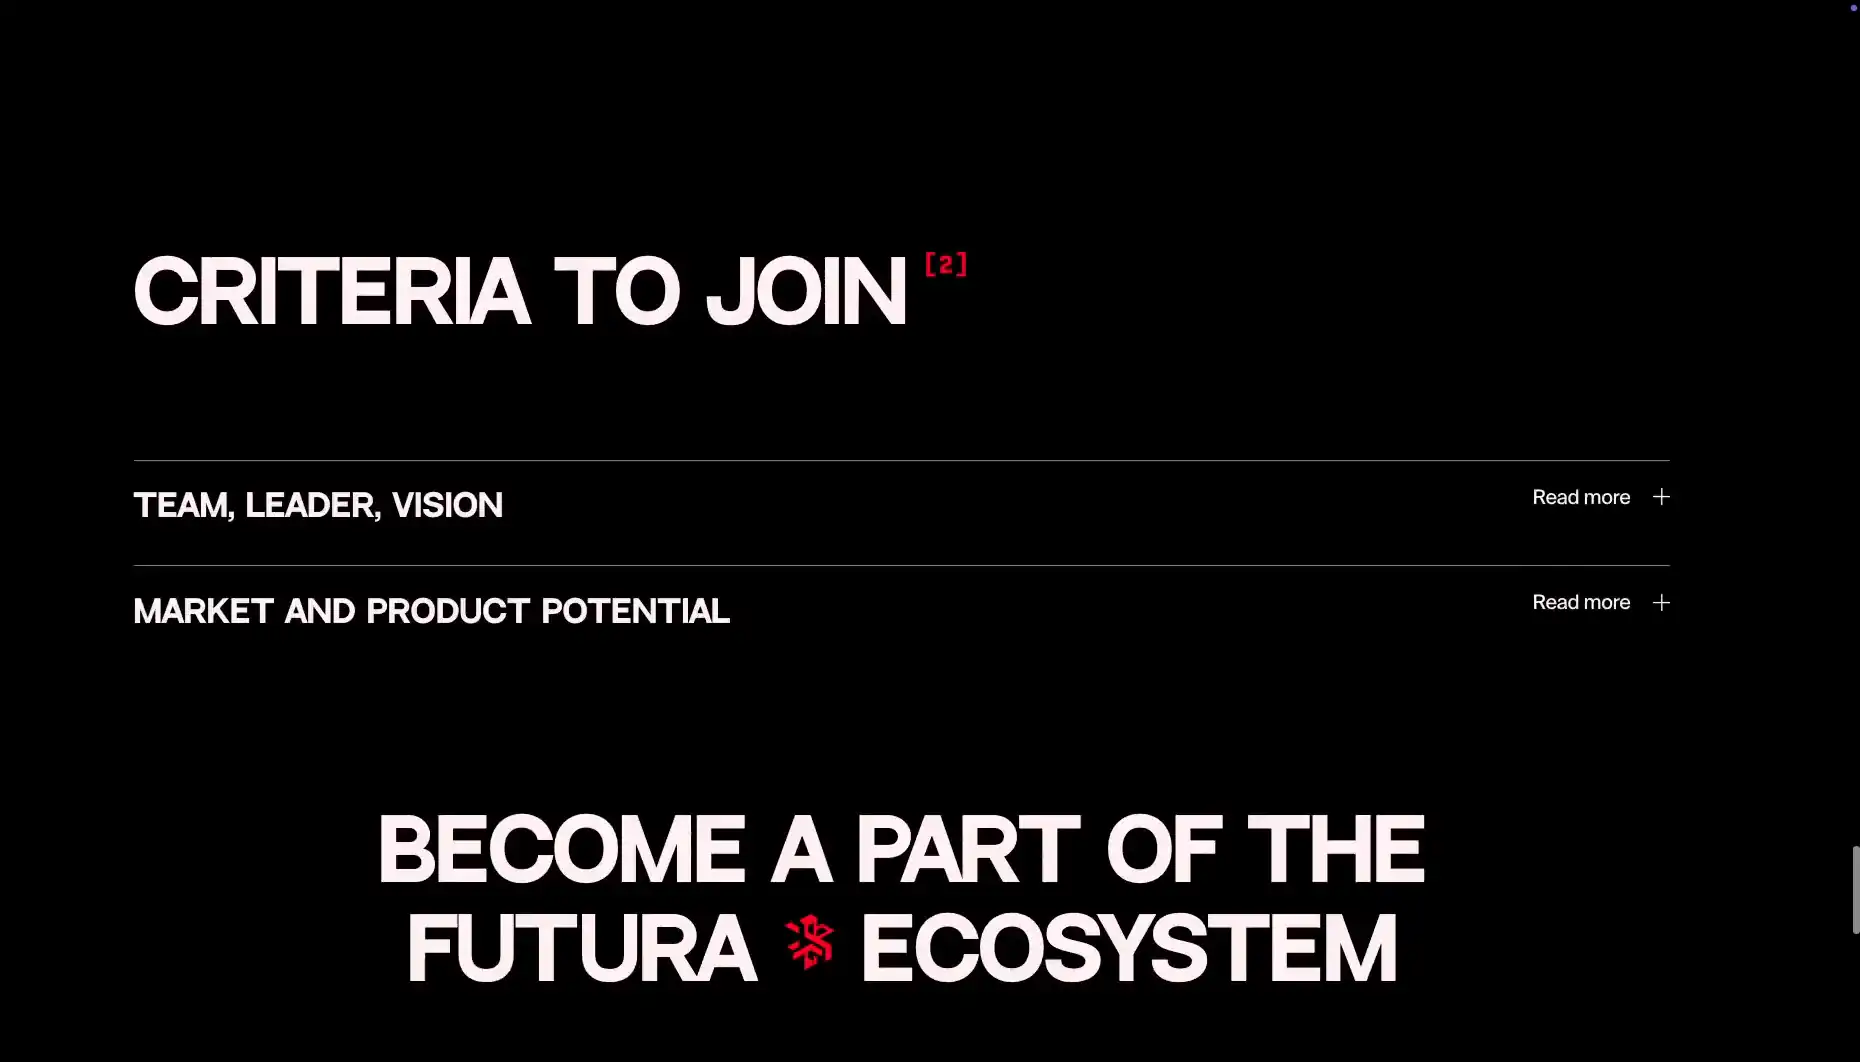 CRITERIA TO JOIN [2]
TEAM, LEADER, VISION
Read more
MARKET AND PRODUCT POTENTIAL
Read more
BECOME A PART OF THE
FUTURA ECOSYSTEM